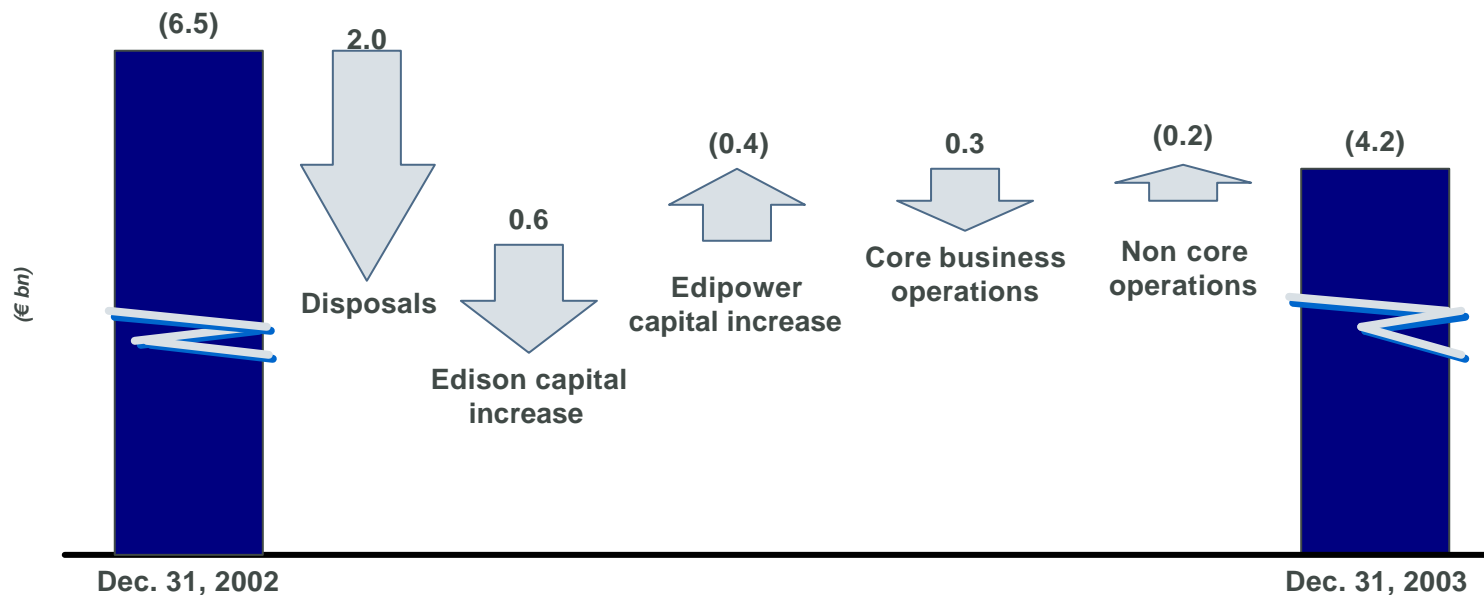 (6.5)
2.0
(0.4)
0.3
(0.2)
(4.2)
0.6
(€ bn)
Disposals
Edison capital
increase
Edipower
capital increase
Core business
operations
Non core
operations
Dec. 31, 2002
Dec. 31, 2003